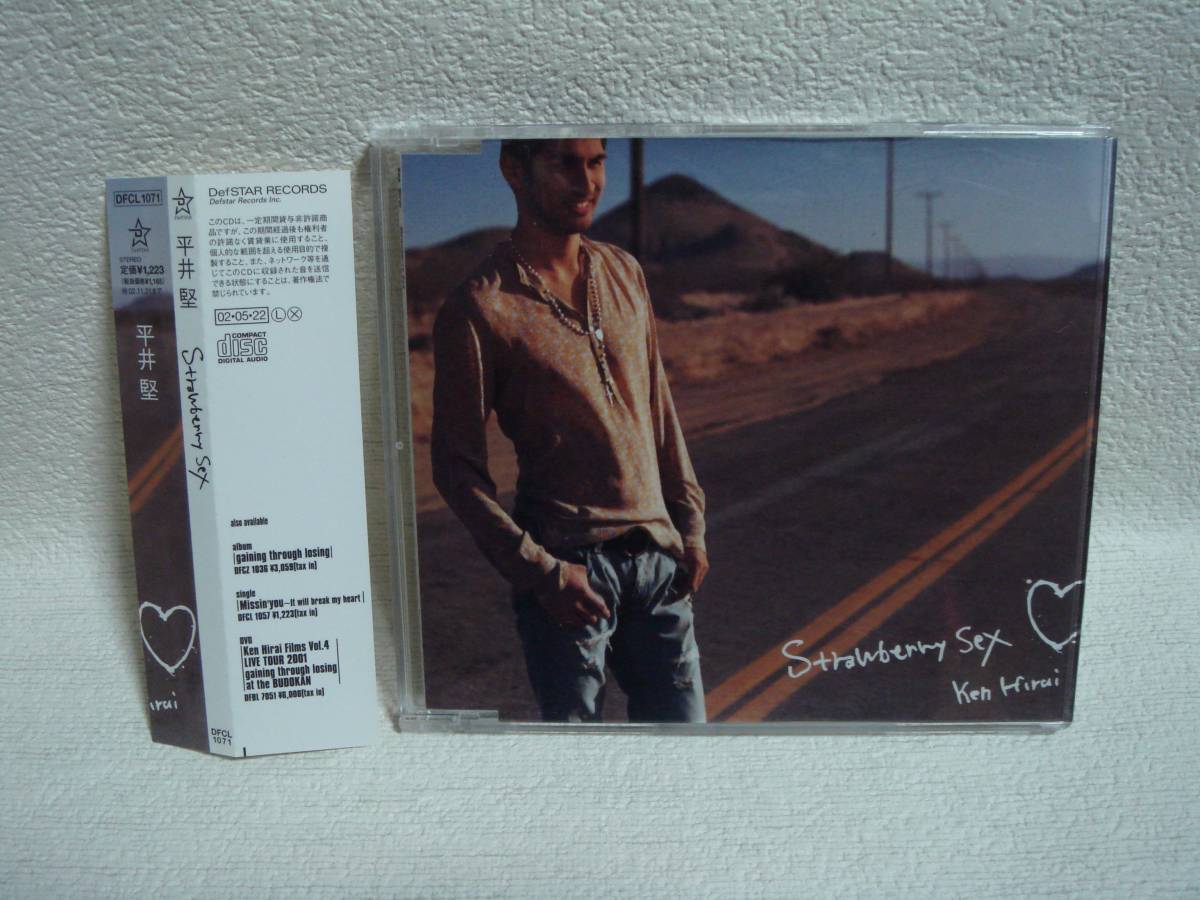 DFCL 1071
STEREO
定価¥1,223
平井 堅
平井 堅
Strawberry Sex
DefSTAR RECORDS
Defstar Records Inc.
このCDは、一定期間貸与非許諾商
品ですが、この期間経過後も権利者
の許諾なく賃貸業に使用すること、
個人的な範囲を超える使用目的で複
製すること、また、ネットワーク等を通
じてこのCDに収録された音を送信
できる状態にすることは、著作権法で
禁じられています。
02•05•22 L X
COMPACT
disc
DIGITAL AUDIO
also available
album
gaining through losing
DFCZ 1036 ¥3,059[tax in]
single
Missin'you~It will break my heart
DFCL 1057 ¥1,223[tax in]
DVD
Ken Hirai Films Vol.4
LIVE TOUR 2001
gaining through losing
at the BUDOKAN
DFBL 7051
irai
DFCL
1071
Strawberry Sex
Ken Hirai